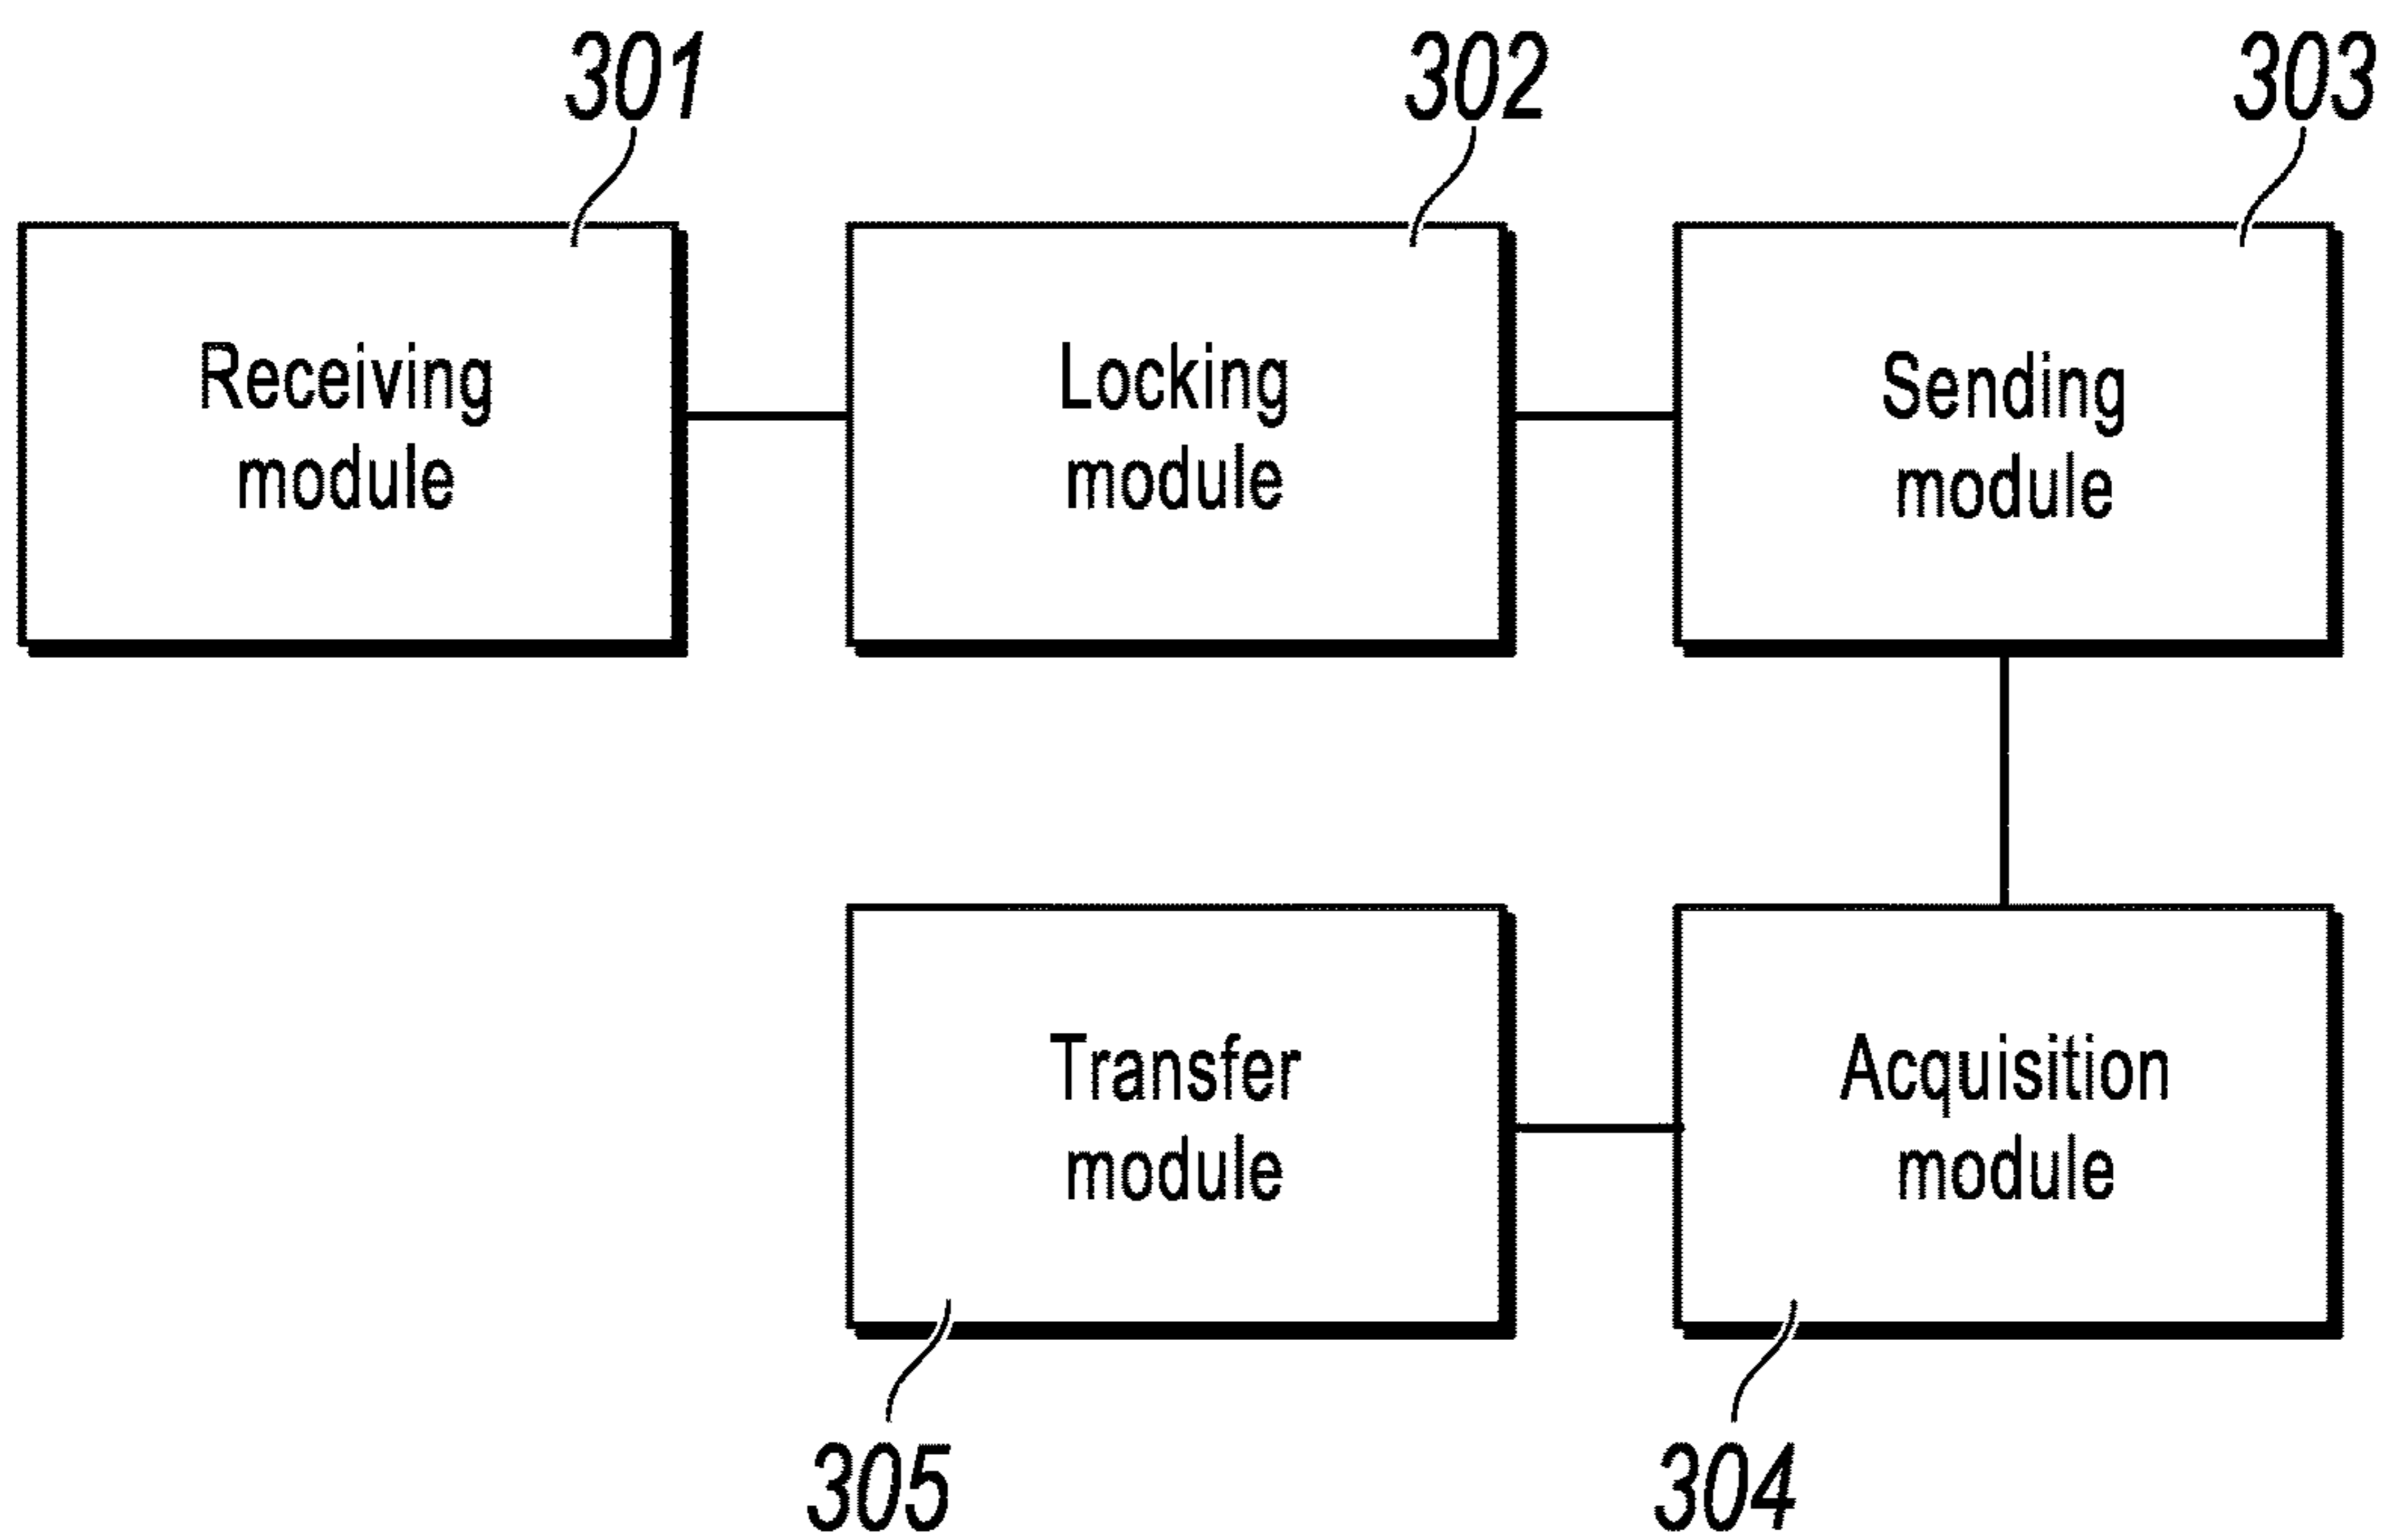 301
302
303
Receiving
module
Locking
module
Sending
module
Transfer
module
Acquisition
module
305
304